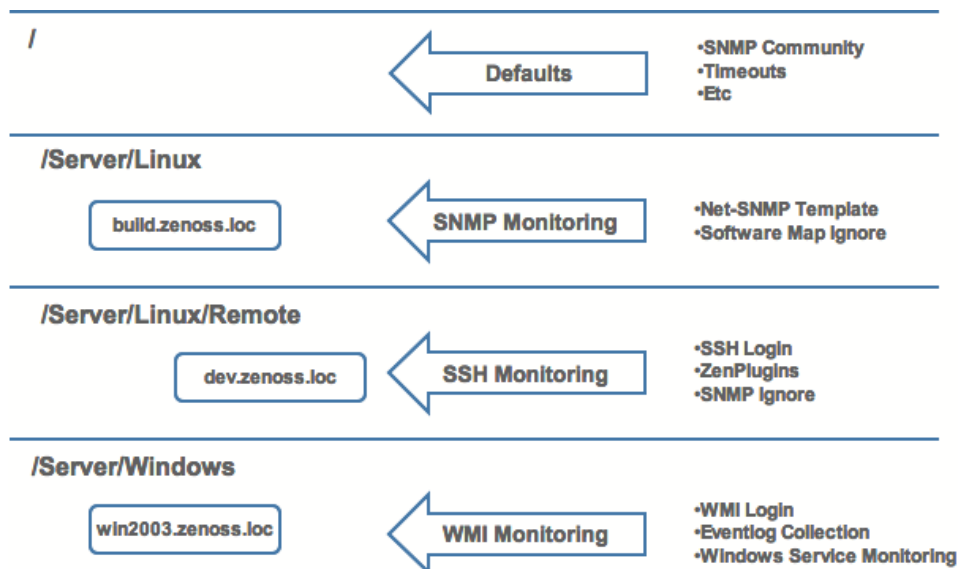 /
Defaults
•SNMP Community
•Timeouts
•Etc
/Server/Linux
build.zenoss.loc
SNMP Monitoring
•Net-SNMP Template
•Software Map Ignore
/Server/Linux/Remote
dev.zenoss.loc
SSH Monitoring
•SSH Login
•ZenPlugins
•SNMP Ignore
/Server/Windows
win2003.zenoss.loc
WMI Monitoring
•WMI Login
•Eventlog Collection
•Windows Service Monitoring